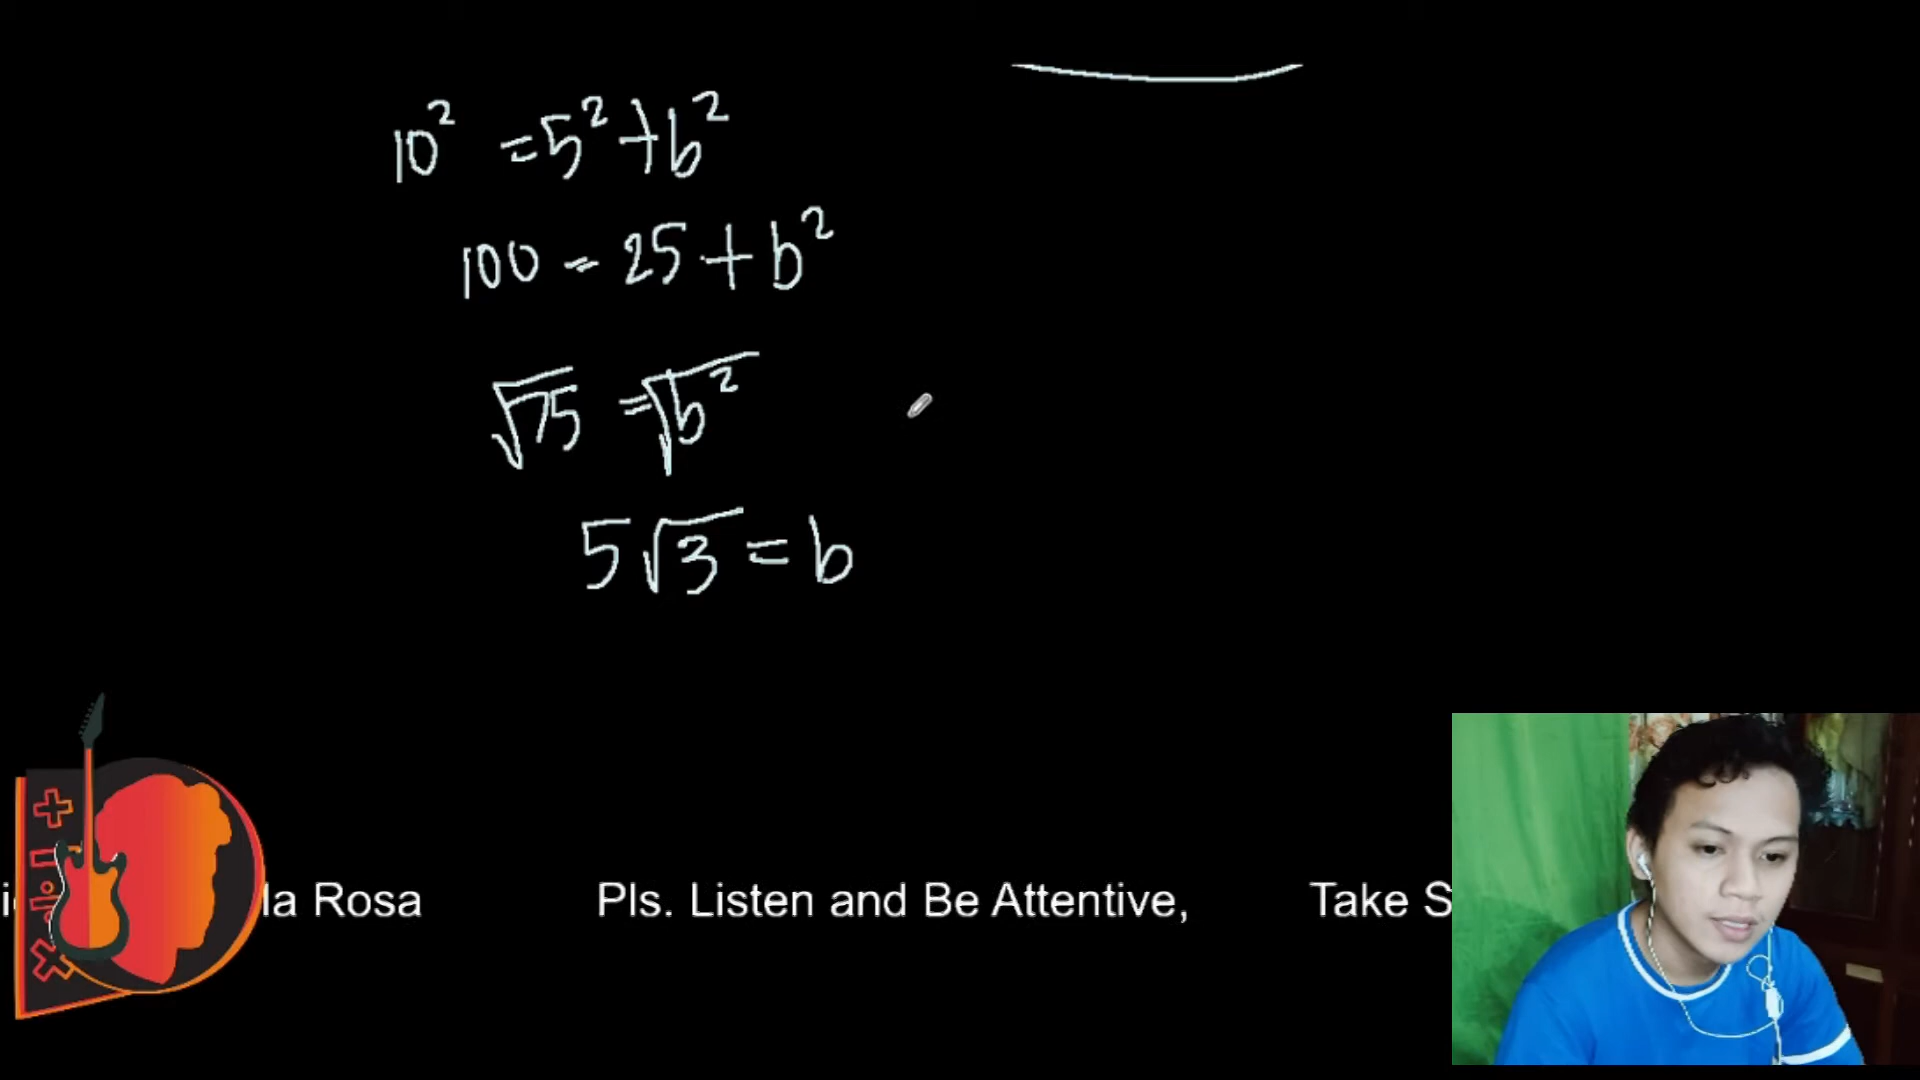 10² = 5² + b²
100 = 25 + b²
√75 = √b²
5√3 = b
la Rosa Pls. Listen and Be Attentive, Take S